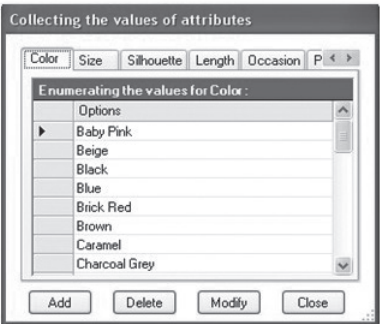 Collecting the values of attributes
Color Size Silhouette Length Occasion P
Enumerating the values for Color :
Options
Baby Pink
Beige
Black
Blue
Brick Red
Brown
Caramel
Charcoal Grey
Add Delete Modify Close